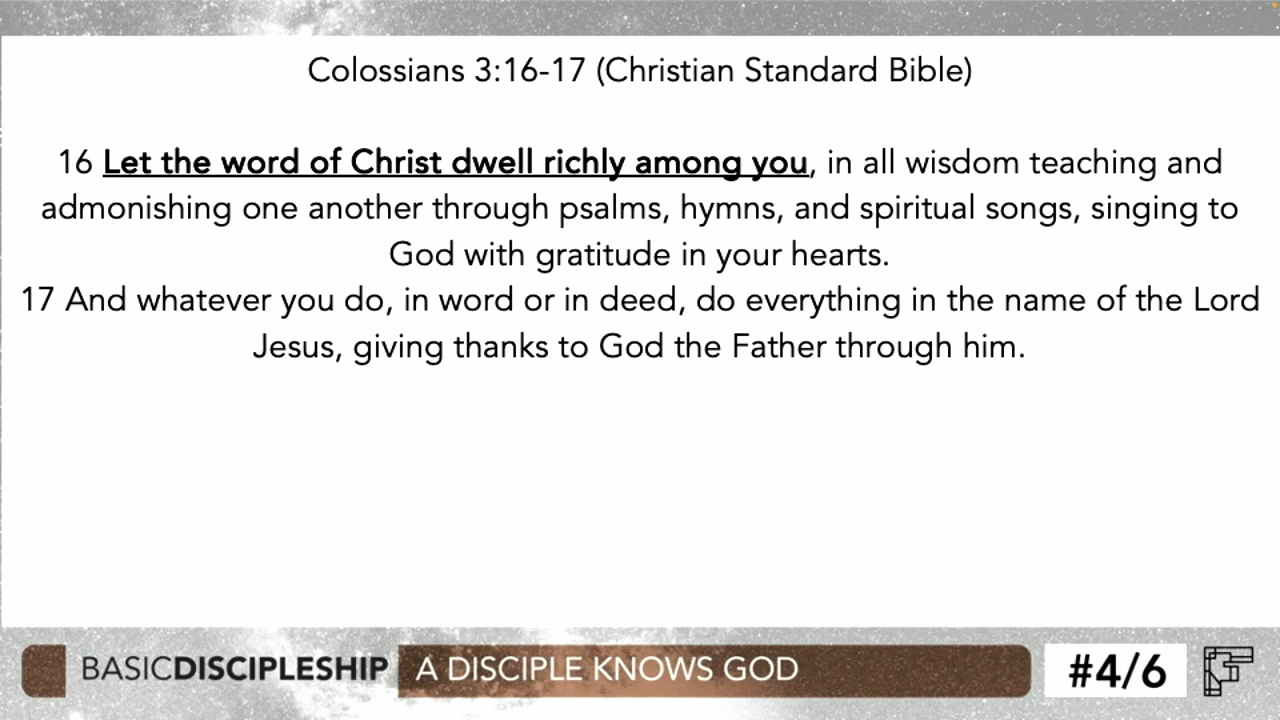 Colossians 3:16-17 (Christian Standard Bible)
16 Let the word of Christ dwell richly among you, in all wisdom teaching and
admonishing one another through psalms, hymns, and spiritual songs, singing to
God with gratitude in your hearts.
17 And whatever you do, in word or in deed, do everything in the name of the Lord
Jesus, giving thanks to God the Father through him.
BASICDISCIPLESHIP A DISCIPLE KNOWS GOD #4/6